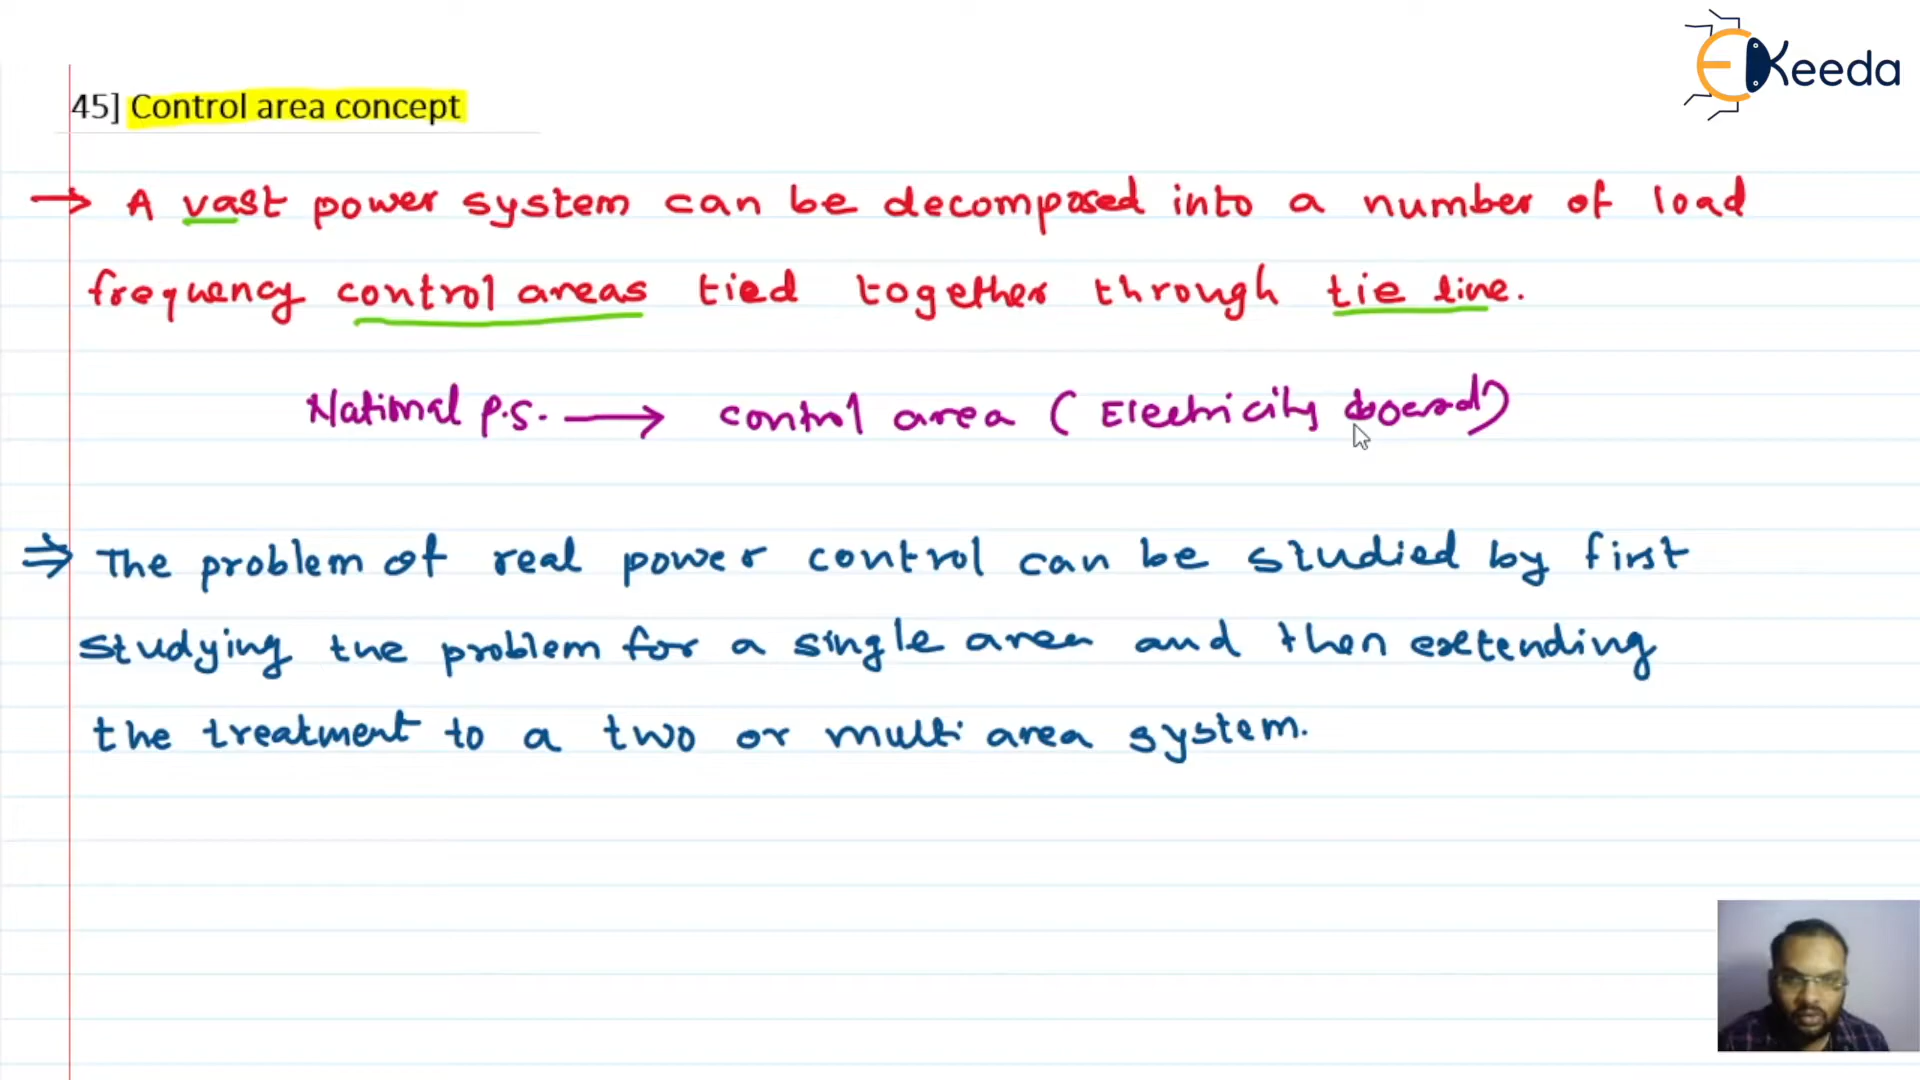 EKeeda
45] Control area concept
→ A vast power system can be decomposed into a number of load
frequency control areas tied together through tie line.
National P.S. → control area (Electricity board)
⇒ The problem of real power control can be studied by first
studying the problem for a single area and then extending
the treatment to a two or multi area system.